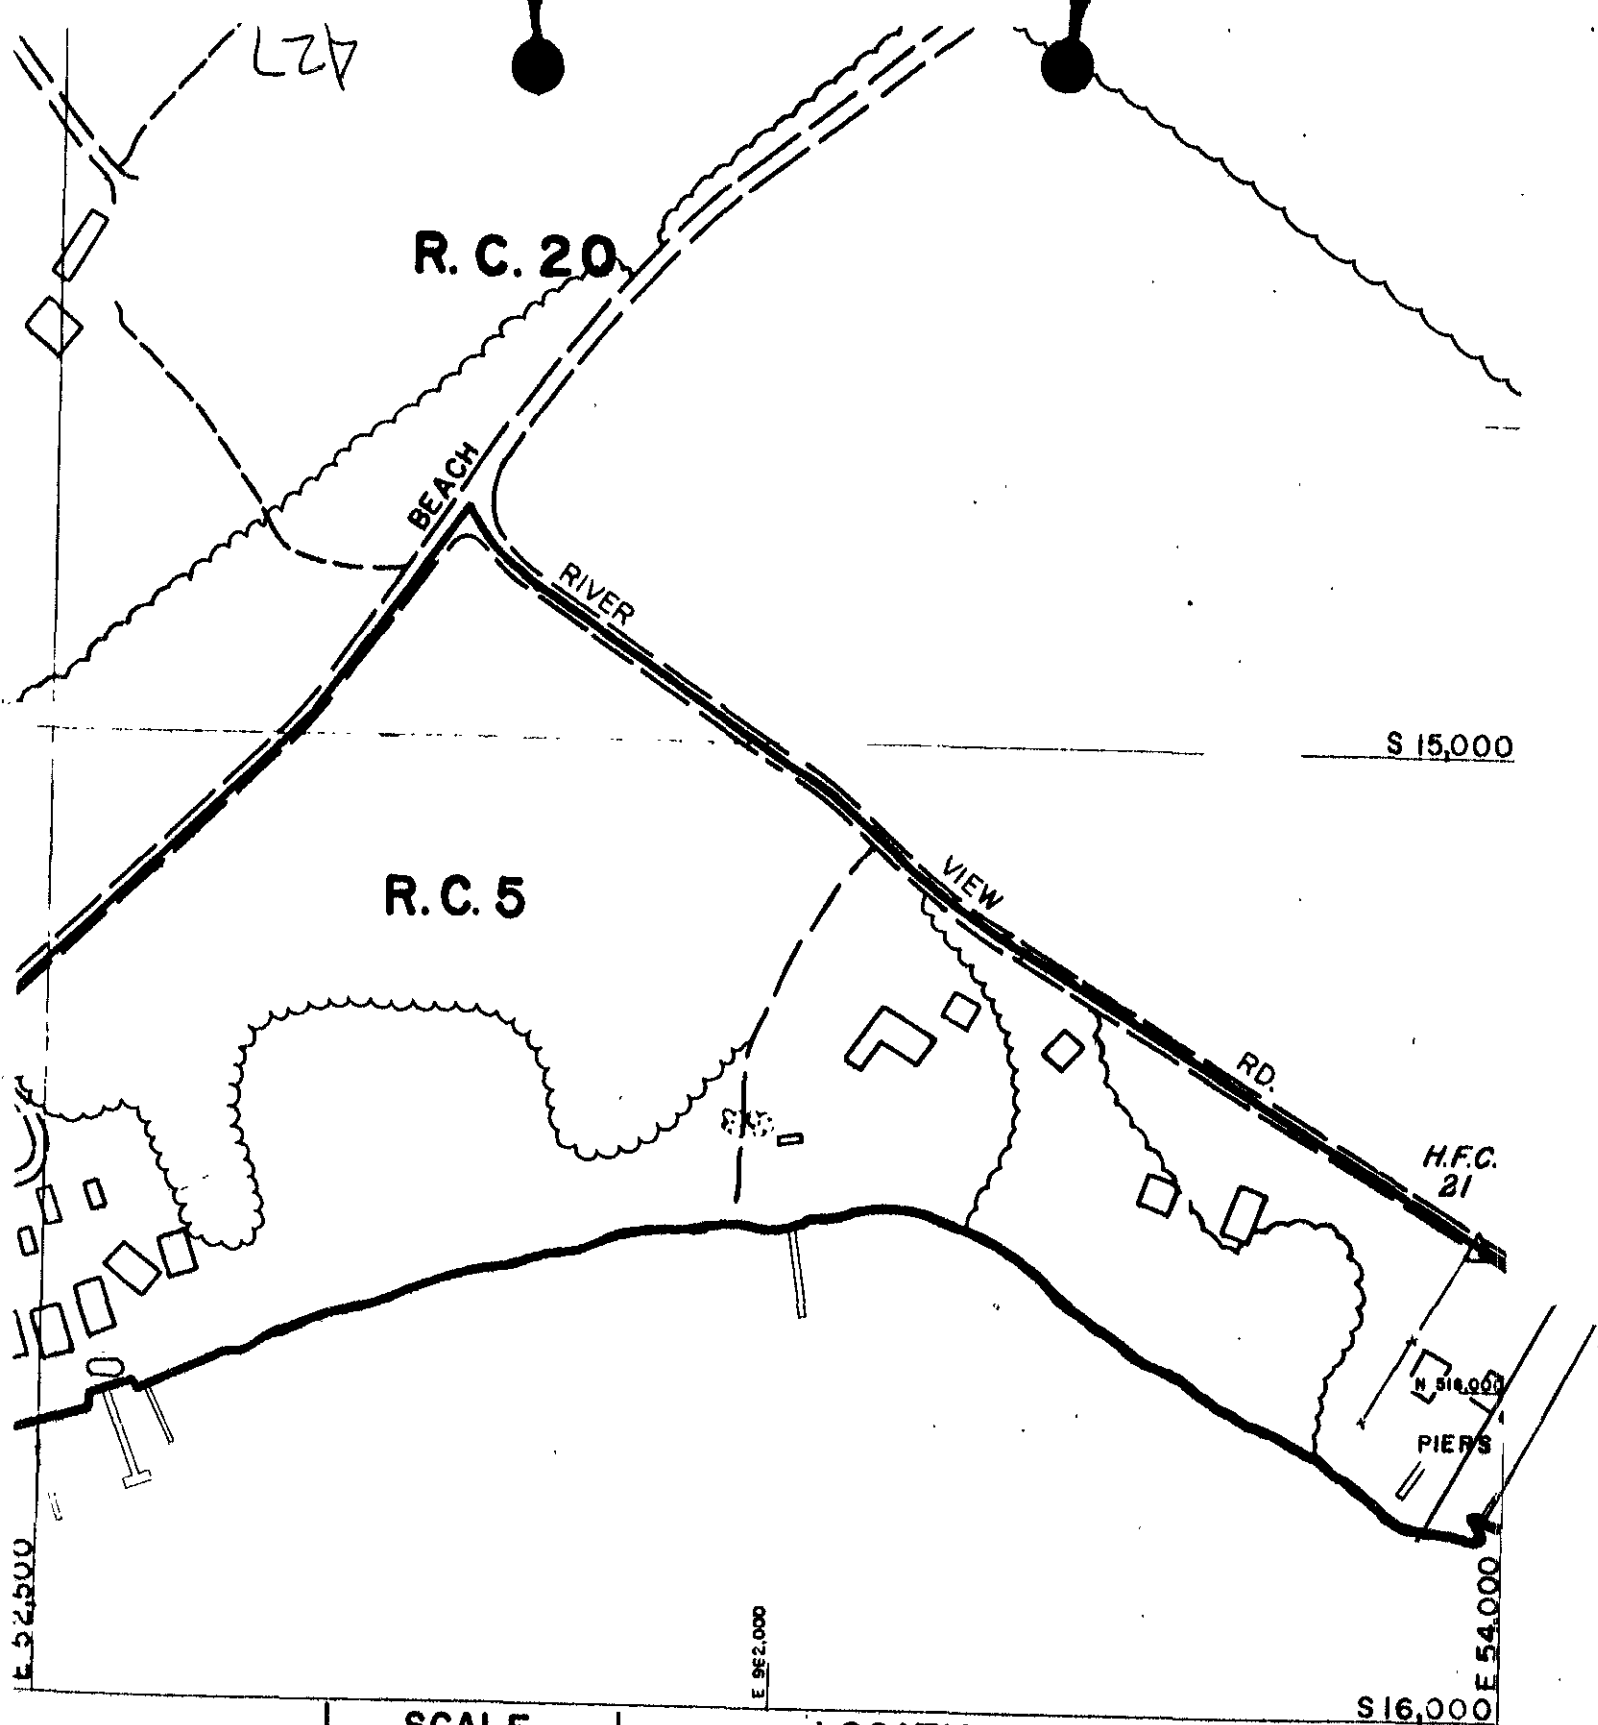 427
R. C. 20
BEACH
RIVER
S 15,000
VIEW
R. C. 5
RD.
H.F.C.
21
N 516,000
PIERS
E 52,500
E 982,000
E 54,000
S 16,000
SCALE